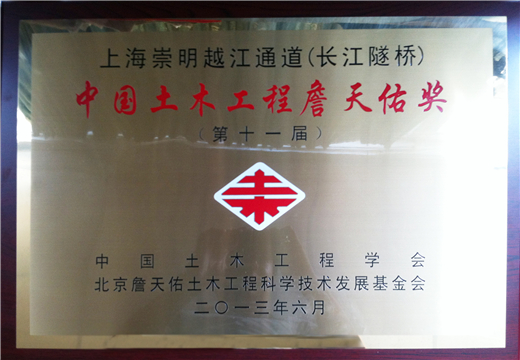 上海崇明越江通道(长江隧桥)
中国土木工程詹天佑奖
(第十一届)
中国土木工程学会
北京詹天佑土木工程科学技术发展基金会
二〇一三年六月